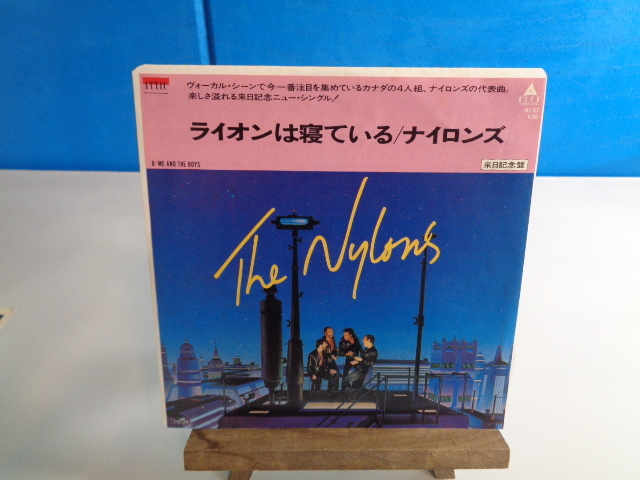 ATTIC
ヴォーカル・シーンで今一番注目を集めているカナダの4人組、ナイロンズの代表曲。
楽しさ溢れる来日記念ニュー・シングル!
ライオンは寝ている/ナイロンズ
B/ME AND THE BOYS
来日記念盤
The Nylons